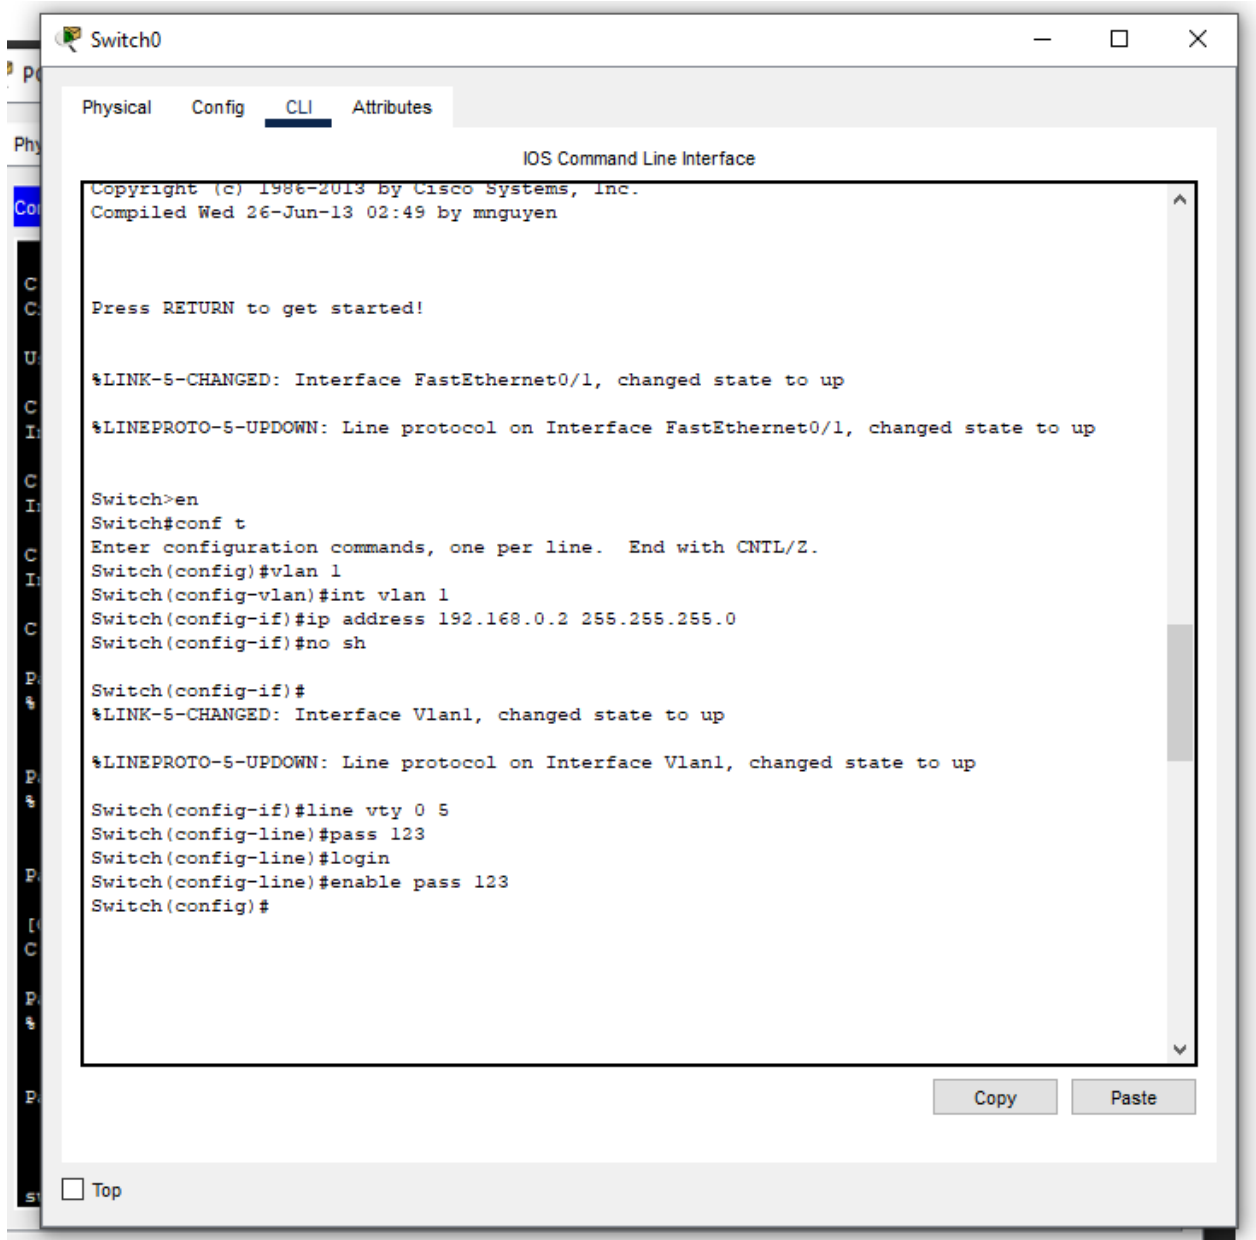 Switch0
Physical Config CLI Attributes
IOS Command Line Interface
Copyright (c) 1986-2013 by Cisco Systems, Inc.
Compiled Wed 26-Jun-13 02:49 by mnguyen
Press RETURN to get started!
%LINK-5-CHANGED: Interface FastEthernet0/1, changed state to up
%LINEPROTO-5-UPDOWN: Line protocol on Interface FastEthernet0/1, changed state to up
Switch>en
Switch#conf t
Enter configuration commands, one per line.  End with CNTL/Z.
Switch(config)#vlan 1
Switch(config-vlan)#int vlan 1
Switch(config-if)#ip address 192.168.0.2 255.255.255.0
Switch(config-if)#no sh
Switch(config-if)#
%LINK-5-CHANGED: Interface Vlan1, changed state to up
%LINEPROTO-5-UPDOWN: Line protocol on Interface Vlan1, changed state to up
Switch(config-if)#line vty 0 5
Switch(config-line)#pass 123
Switch(config-line)#login
Switch(config-line)#enable pass 123
Switch(config)#
Copy Paste
Top